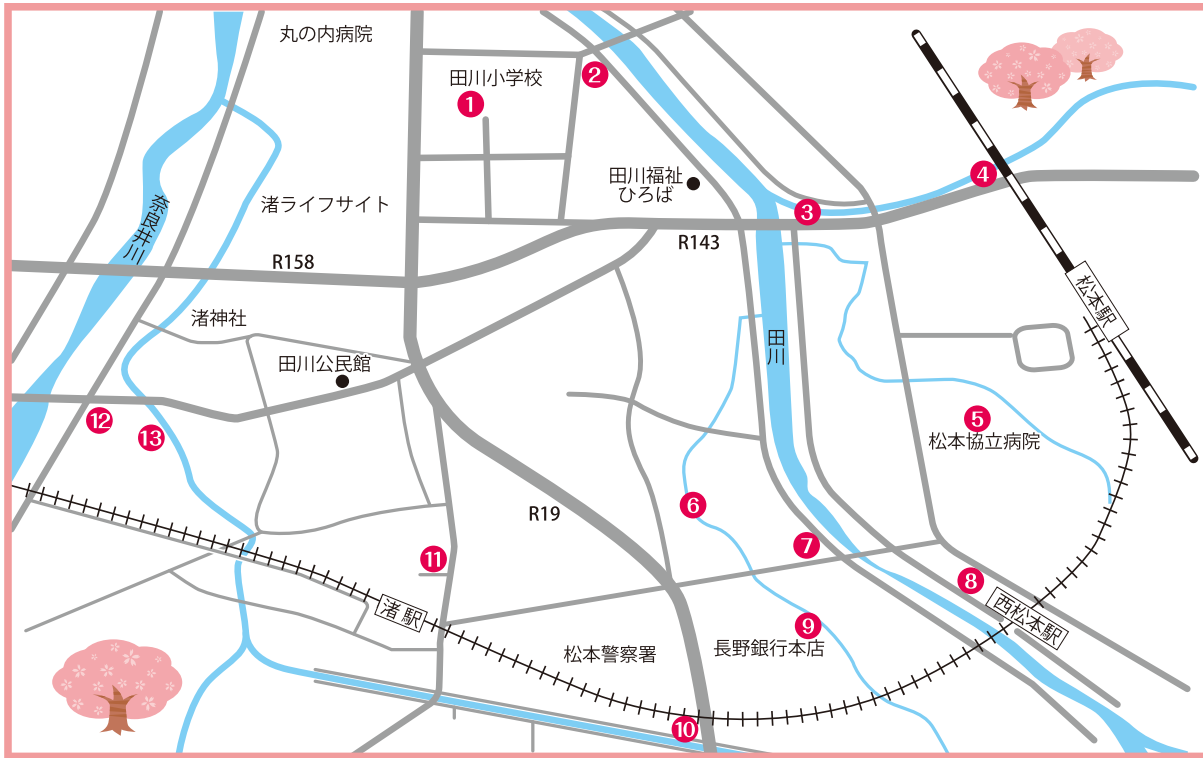 丸の内病院
田川小学校
1
2
田川福祉
ひろば
3
4
奈良井川
渚ライフサイト
R158
R143
松本駅
渚神社
田川公民館
田川
5
松本協立病院
12
13
6
R19
7
11
8
渚駅
西松本駅
9
松本警察署
長野銀行本店
10